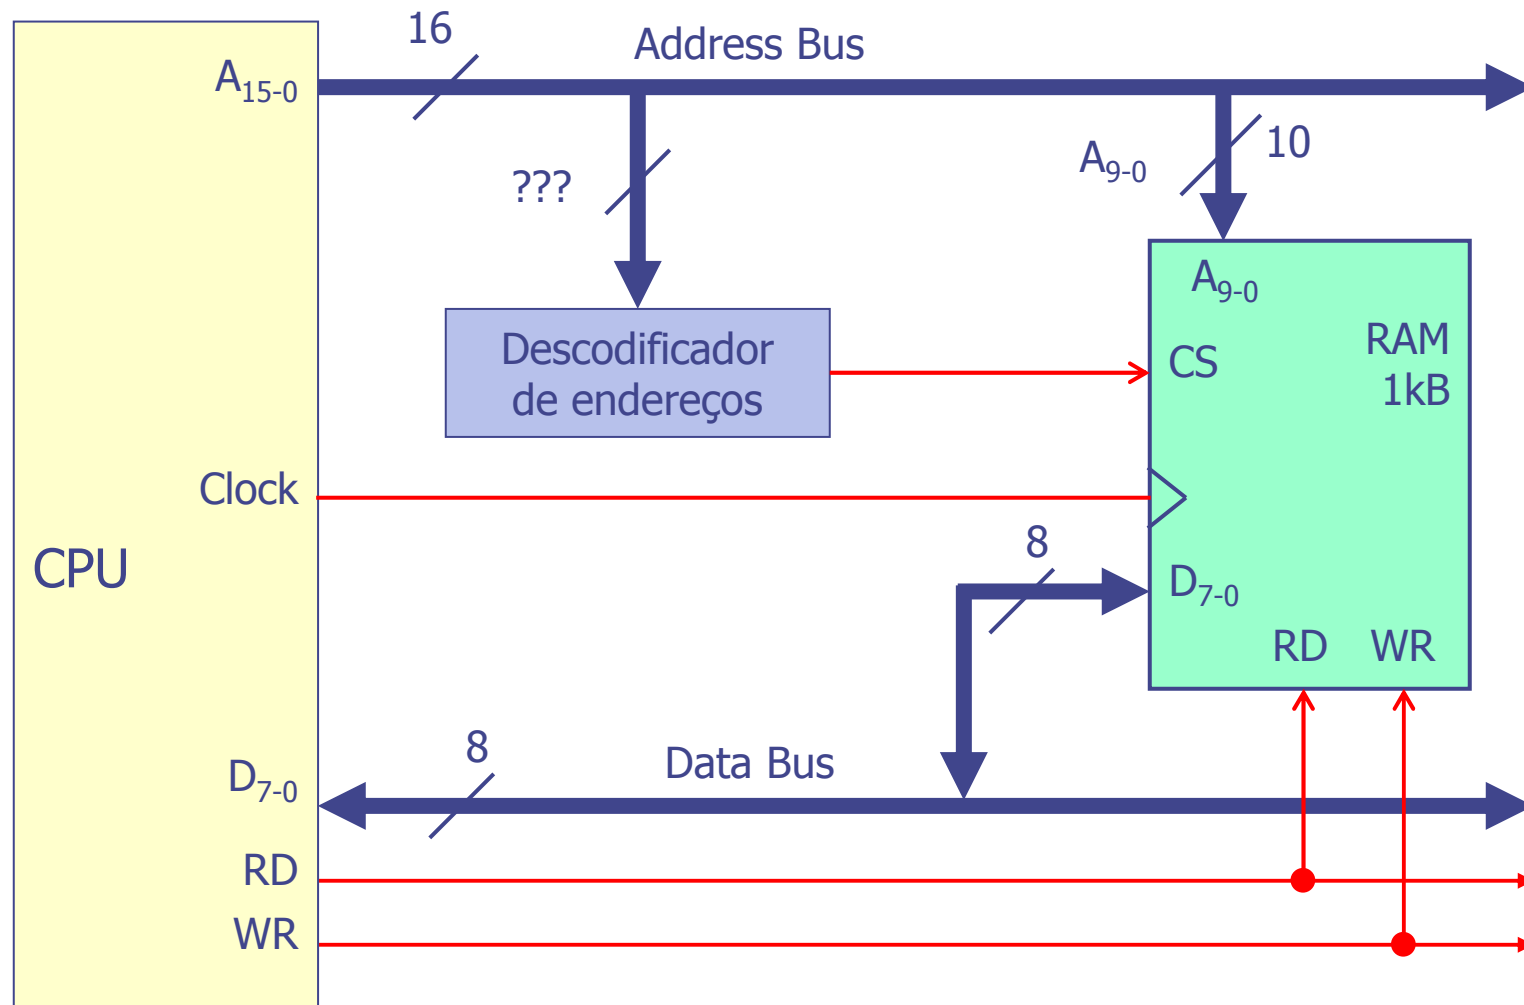 16
Address Bus
A15-0
???
A9-0
10
A9-0
Descodificador
de endereços
CS
RAM
1kB
Clock
CPU
8
D7-0
RD WR
8
Data Bus
D7-0
RD
WR